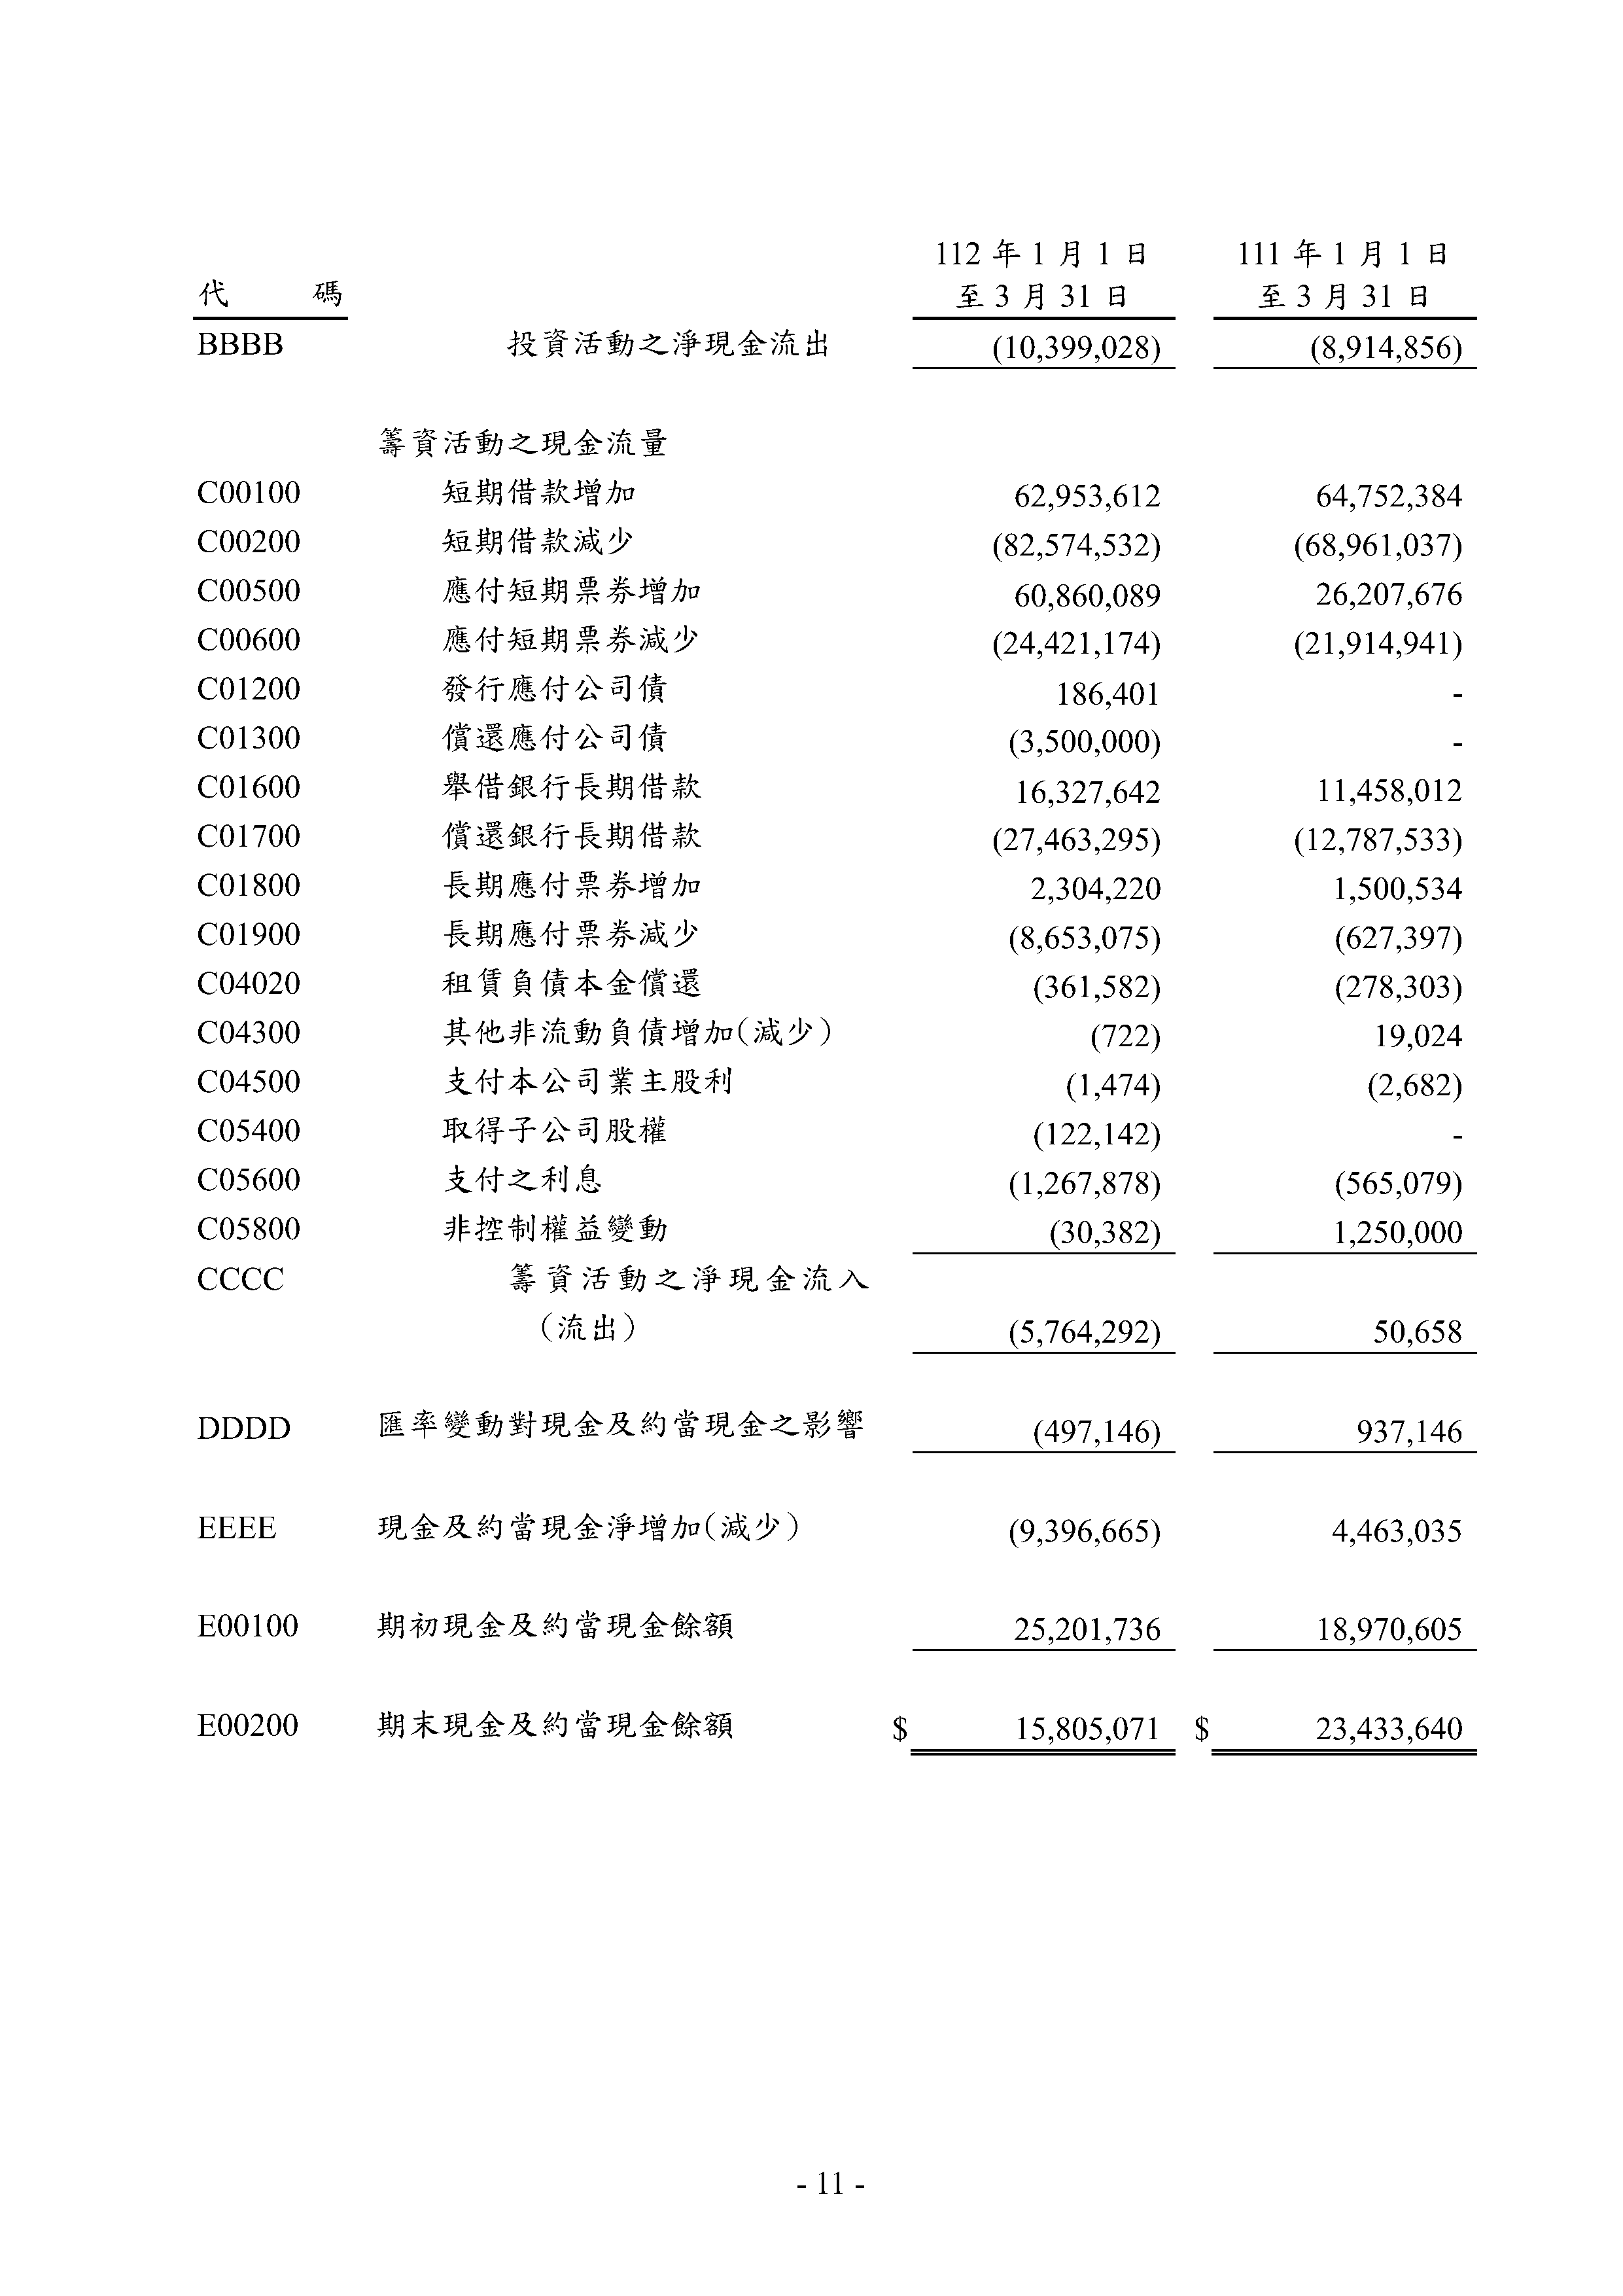 112 年 1 月 1 日 111 年 1 月 1 日
代 碼 至 3 月 31 日 至 3 月 31 日
BBBB 投資活動之淨現金流出 (10,399,028) (8,914,856)
籌資活動之現金流量
C00100 短期借款增加 62,953,612 64,752,384
C00200 短期借款減少 (82,574,532) (68,961,037)
C00500 應付短期票券增加 60,860,089 26,207,676
C00600 應付短期票券減少 (24,421,174) (21,914,941)
C01200 發行應付公司債 186,401 -
C01300 償還應付公司債 (3,500,000) -
C01600 舉借銀行長期借款 16,327,642 11,458,012
C01700 償還銀行長期借款 (27,463,295) (12,787,533)
C01800 長期應付票券增加 2,304,220 1,500,534
C01900 長期應付票券減少 (8,653,075) (627,397)
C04020 租賃負債本金償還 (361,582) (278,303)
C04300 其他非流動負債增加(減少) (722) 19,024
C04500 支付本公司業主股利 (1,474) (2,682)
C05400 取得子公司股權 (122,142) -
C05600 支付之利息 (1,267,878) (565,079)
C05800 非控制權益變動 (30,382) 1,250,000
CCCC 籌資活動之淨現金流入
(流出) (5,764,292) 50,658
DDDD 匯率變動對現金及約當現金之影響 (497,146) 937,146
EEEE 現金及約當現金淨增加(減少) (9,396,665) 4,463,035
E00100 期初現金及約當現金餘額 25,201,736 18,970,605
E00200 期末現金及約當現金餘額 $ 15,805,071 $ 23,433,640
- 11 -